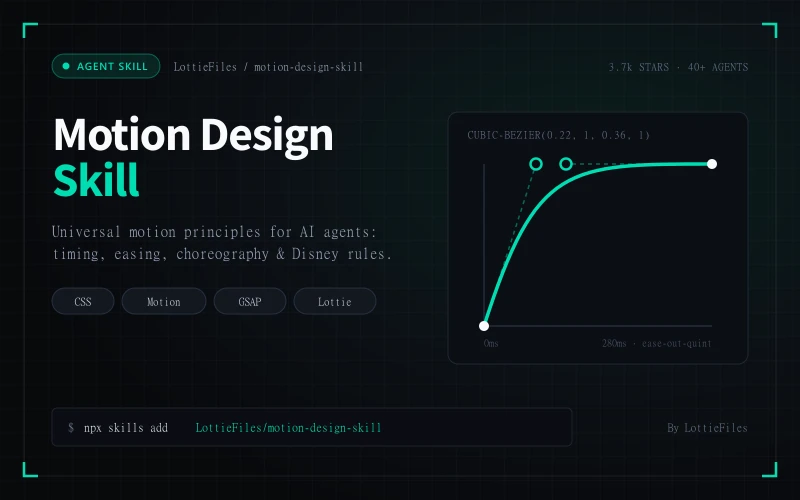 AGENT SKILL
LottieFiles / motion-design-skill
3.7k STARS · 40+ AGENTS
Motion Design
Skill
Universal motion principles for AI agents:
timing, easing, choreography & Disney rules.
CSS
Motion
GSAP
Lottie
CUBIC-BEZIER(0.22, 1, 0.36, 1)
0ms
280ms · ease-out-quint
$ npx skills add LottieFiles/motion-design-skill
By LottieFiles